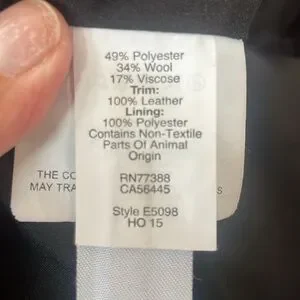 49% Polyester
34% Wool
17% Viscose
Trim:
100% Leather
Lining:
100% Polyester
Contains Non-Textile
Parts Of Animal
Origin
RN77388
CA56445
Style E5098
HO 15
THE CO
MAY TRA
S